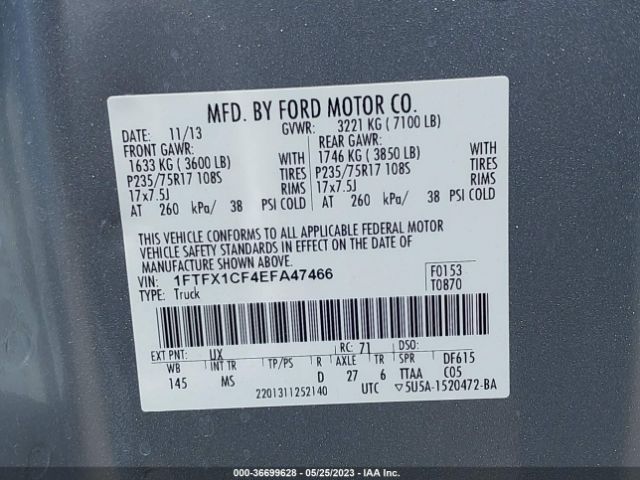 MFD. BY FORD MOTOR CO.
DATE: 11/13 GVWR: 3221 KG ( 7100 LB)
FRONT GAWR: REAR GAWR:
1633 KG ( 3600 LB) WITH 1746 KG ( 3850 LB) WITH
P235/75R17 108S TIRES P235/75R17 108S TIRES
17x7.5J RIMS 17x7.5J RIMS
AT 260 kPa/ 38 PSI COLD AT 260 kPa/ 38 PSI COLD
THIS VEHICLE CONFORMS TO ALL APPLICABLE FEDERAL MOTOR
VEHICLE SAFETY STANDARDS IN EFFECT ON THE DATE OF
MANUFACTURE SHOWN ABOVE.
VIN: 1FTFX1CF4EFA47466 F0153
TYPE: Truck T0870
EXT PNT: UX RC: 71 DSO:
WB INT TR TP/PS R AXLE TR SPR DF615
145 MS D 27 6 TTAA C05
2201311252140 UTC ▽5U5A-1520472-BA
000-36699628 - 05/25/2023 - IAA Inc.